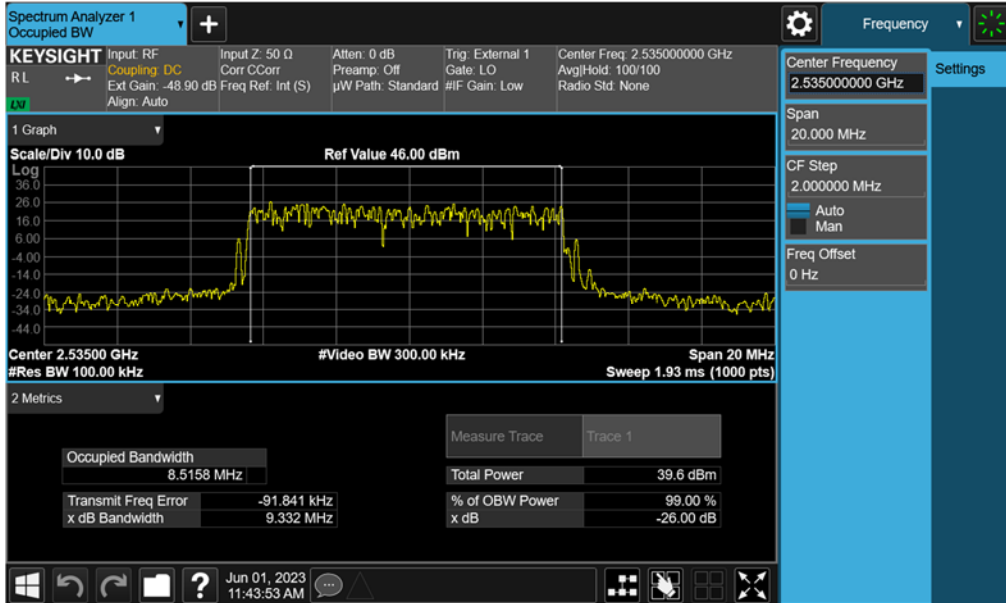 Spectrum Analyzer 1
Occupied BW
+
Frequency
KEYSIGHT Input: RF
Coupling: DC
Ext Gain: -48.90 dB
Align: Auto
RL
LXI
Input Z: 50 Ω
Corr CCorr
Freq Ref: Int (S)
Atten: 0 dB
Preamp: Off
µW Path: Standard
Trig: External 1
Gate: LO
#IF Gain: Low
Center Freq: 2.535000000 GHz
Avg|Hold: 100/100
Radio Std: None
Center Frequency
2.535000000 GHz
Settings
Span
20.000 MHz
CF Step
2.000000 MHz
Auto
Man
Freq Offset
0 Hz
1 Graph
Scale/Div 10.0 dB
Ref Value 46.00 dBm
Log
36.0
26.0
16.0
6.00
-4.00
-14.0
-24.0
-34.0
-44.0
Center 2.53500 GHz
#Video BW 300.00 kHz
Span 20 MHz
#Res BW 100.00 kHz
Sweep 1.93 ms (1000 pts)
2 Metrics
Measure Trace Trace 1
Occupied Bandwidth
8.5158 MHz
Total Power 39.6 dBm
Transmit Freq Error -91.841 kHz
% of OBW Power 99.00 %
x dB Bandwidth 9.332 MHz
x dB -26.00 dB
?
Jun 01, 2023
11:43:53 AM